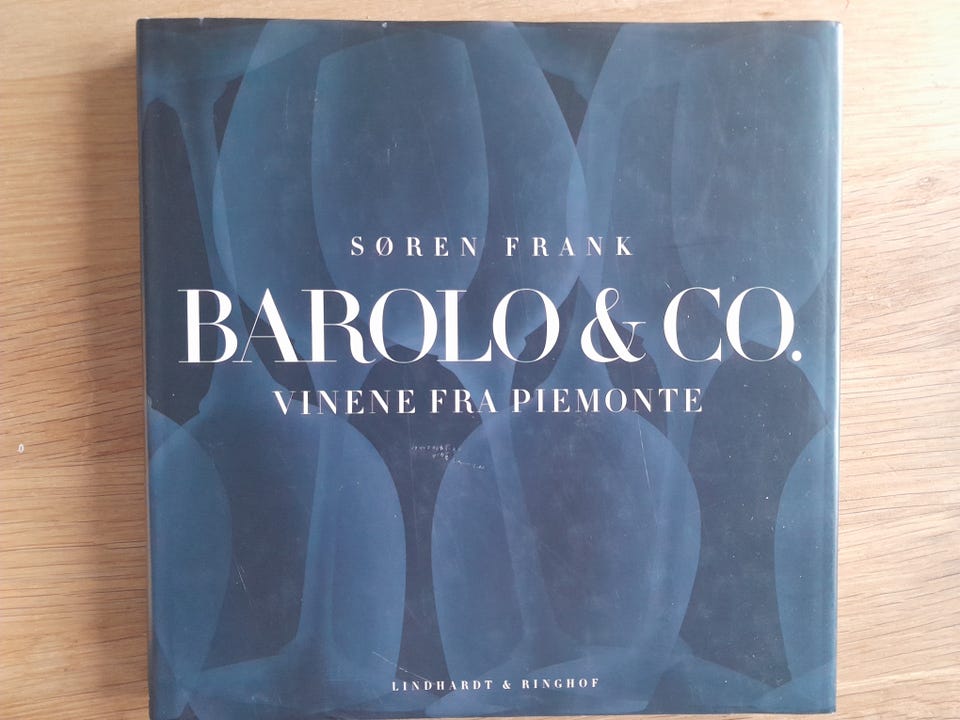 SØREN FRANK
BAROLO & CO.
VINENE FRA PIEMONTE
LINDHARDT & RINGHOF